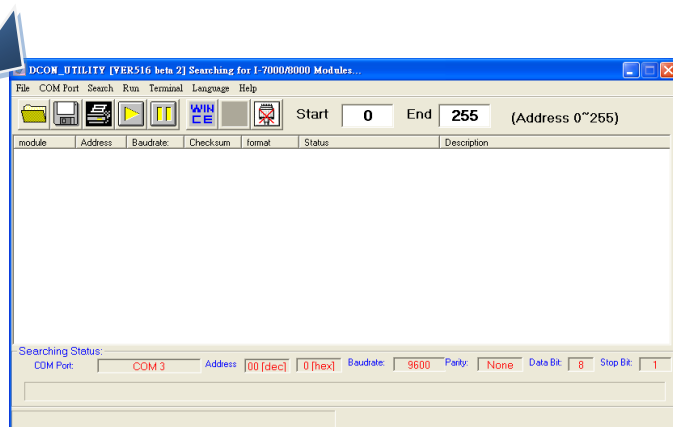 DCON_UTILITY [VER516 beta 2] Searching for I-7000/8000 Modules...
File COM Port Search Run Terminal Language Help
WIN CE Start 0 End 255 (Address 0~255)
module Address Baudrate: Checksum format Status Description
Searching Status:
COM Port: COM 3 Address 00 [dec] 0 [hex] Baudrate: 9600 Parity: None Data Bit: 8 Stop Bit: 1